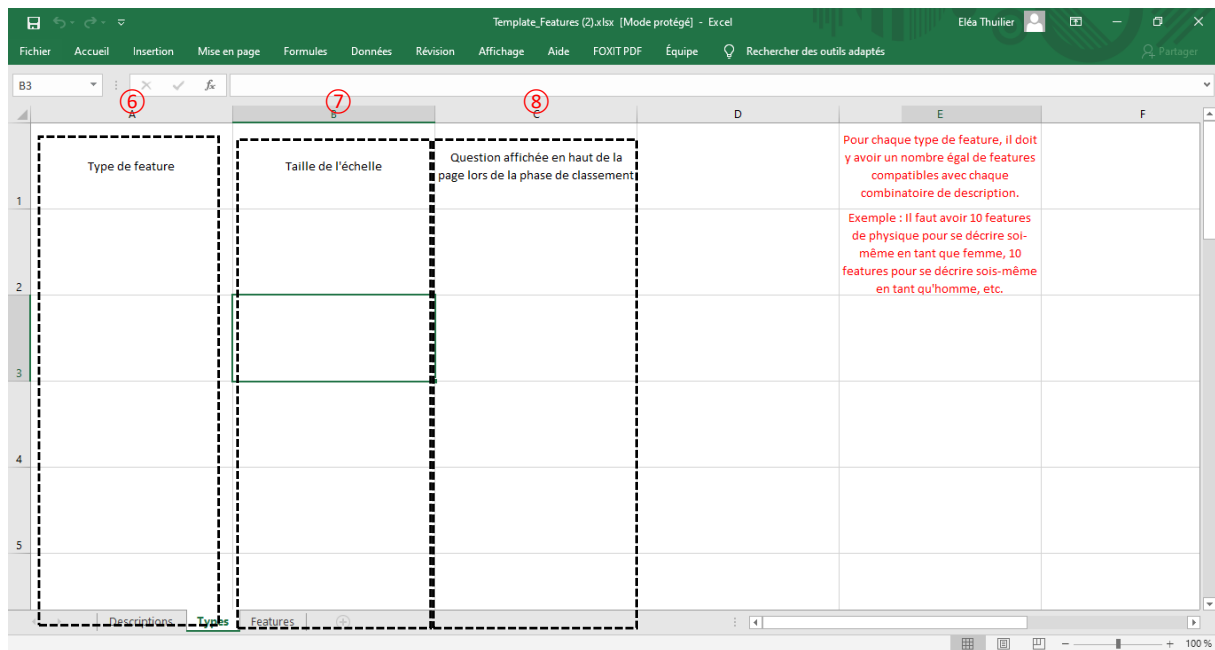 Template_Features (2).xlsx [Mode protégé] - Excel
Eléa Thuilier
Fichier Accueil Insertion Mise en page Formules Données Révision Affichage Aide FOXIT PDF Équipe Rechercher des outils adaptés Partager
B3 fx
6 7 8
A B C D E F
Type de feature
Taille de l'échelle
Question affichée en haut de la
page lors de la phase de classement
Pour chaque type de feature, il doit
y avoir un nombre égal de features
compatibles avec chaque
combinatoire de description.
1
Exemple : Il faut avoir 10 features
de physique pour se décrire soi-
même en tant que femme, 10
features pour se décrire sois-même
en tant qu'homme, etc.
2
3
4
5
Descriptions Types Features
100 %